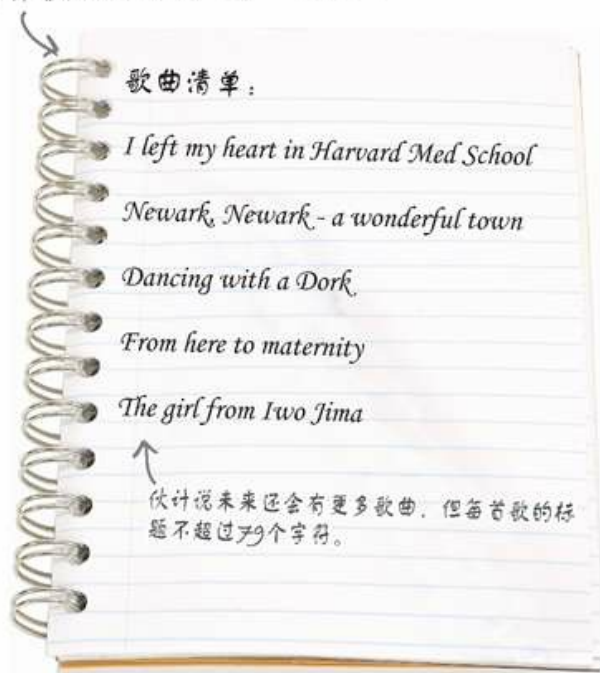 歌曲清单：
I left my heart in Harvard Med School
Newark, Newark - a wonderful town
Dancing with a Dork
From here to maternity
The girl from Iwo Jima
伙计说未来还会有更多歌曲，但每首歌的标
题不超过79个字符。